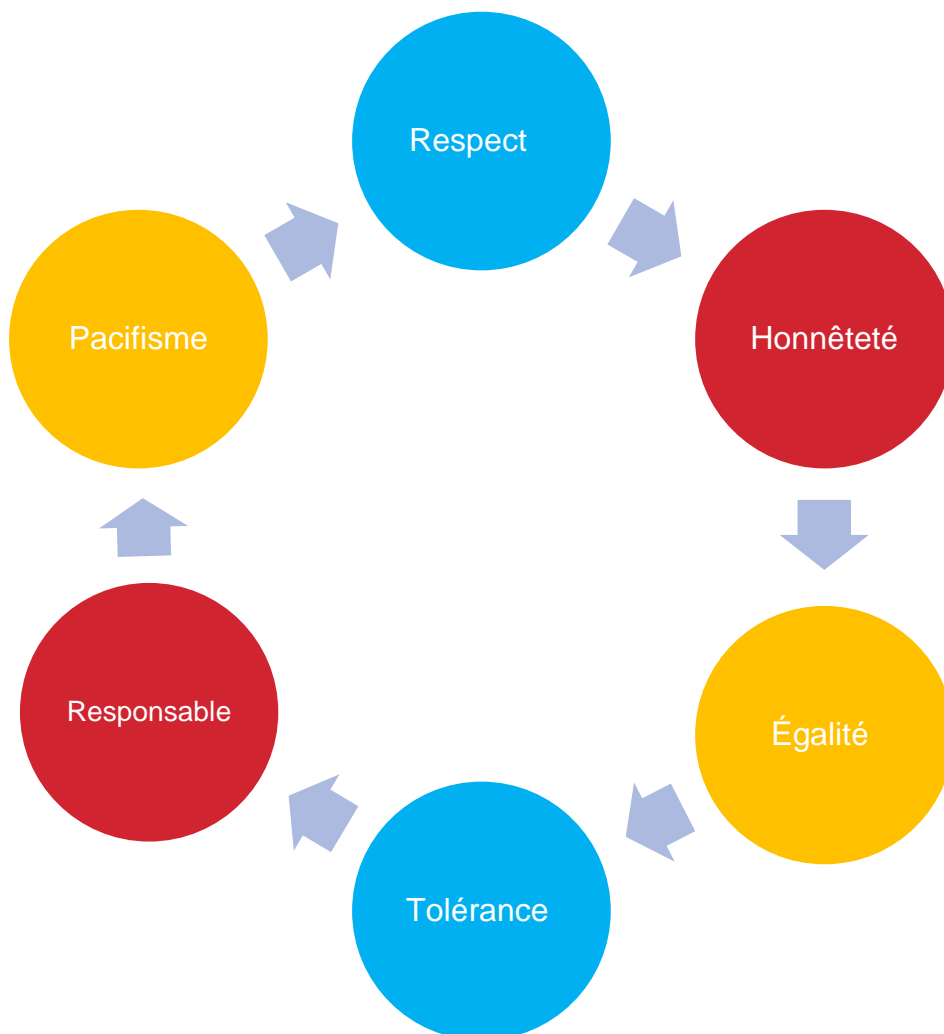 Respect
Honnêteté
Égalité
Tolérance
Responsable
Pacifisme